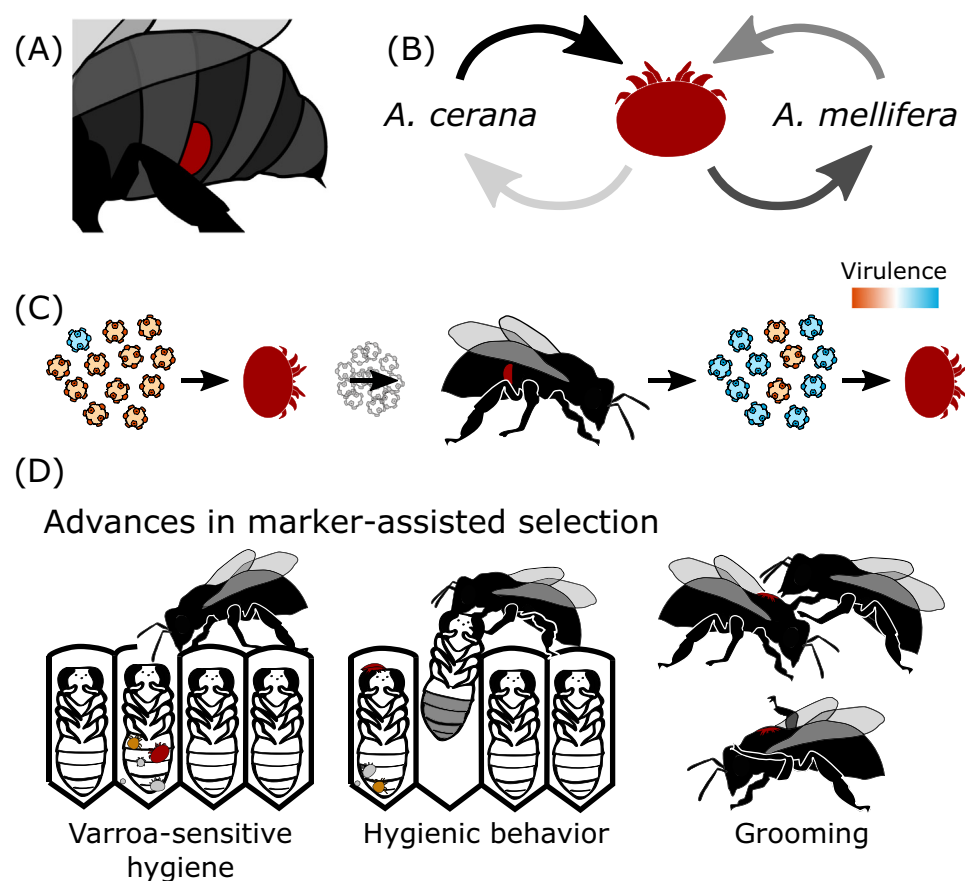 (A)
(B)
A. cerana
A. mellifera
Virulence
(C)
(D)
Advances in marker-assisted selection
Varroa-sensitive
hygiene
Hygienic behavior
Grooming